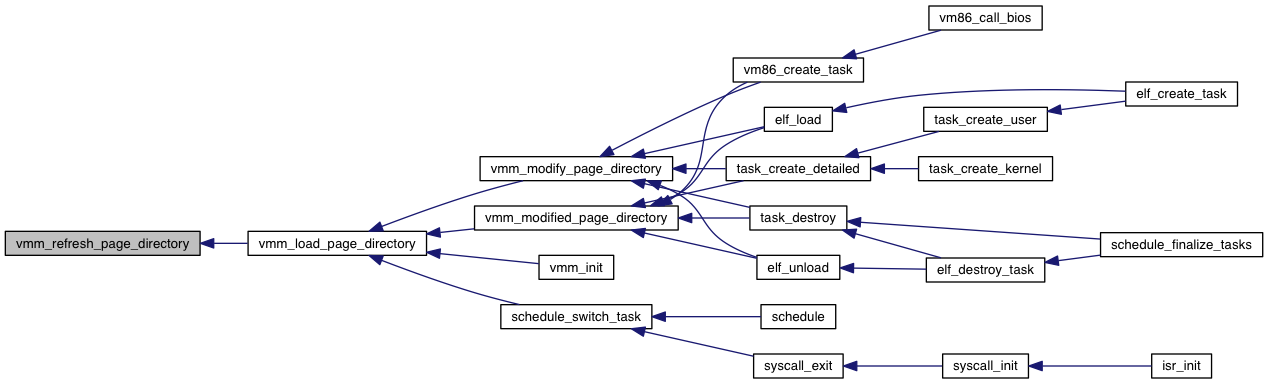 vm86_call_bios
vm86_create_task
elf_create_task
elf_load
task_create_user
vmm_modify_page_directory
task_create_detailed
task_create_kernel
vmm_modified_page_directory
task_destroy
vmm_refresh_page_directory
vmm_load_page_directory
schedule_finalize_tasks
vmm_init
elf_unload
elf_destroy_task
schedule_switch_task
schedule
syscall_exit
syscall_init
isr_init